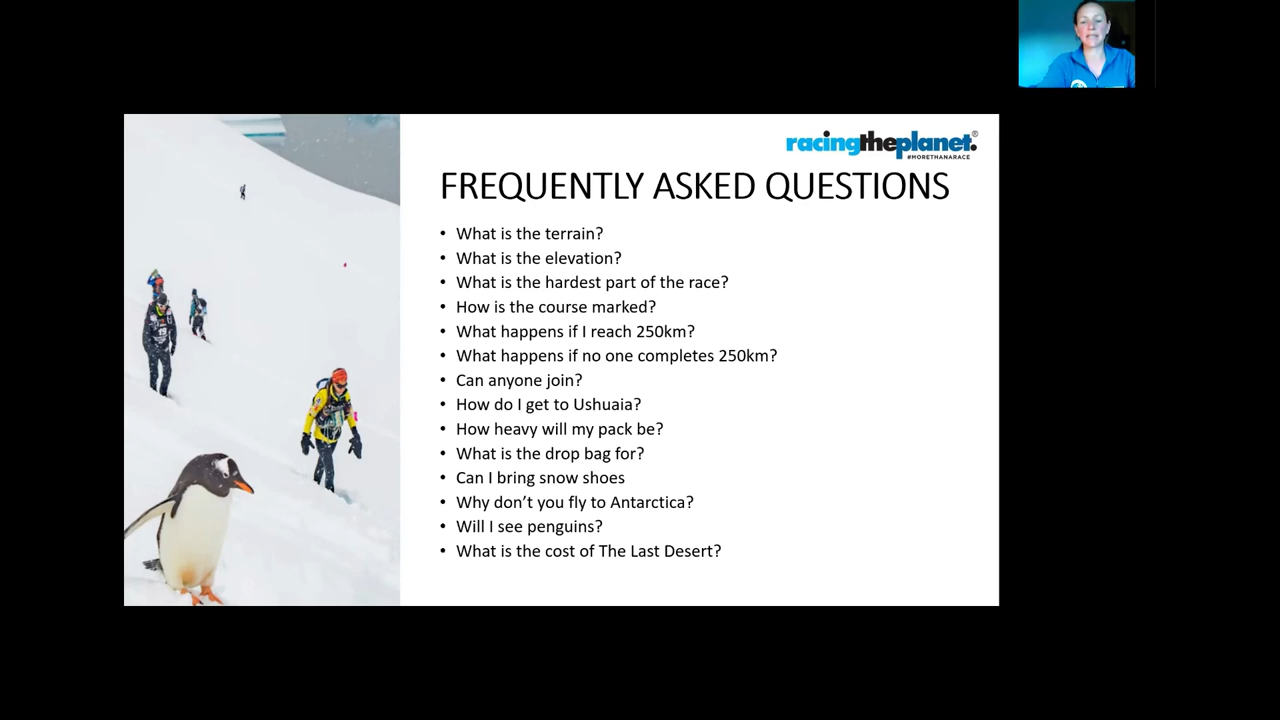 racingtheplanet.®
#MORETHANARACE
FREQUENTLY ASKED QUESTIONS
• What is the terrain?
• What is the elevation?
• What is the hardest part of the race?
• How is the course marked?
• What happens if I reach 250km?
• What happens if no one completes 250km?
• Can anyone join?
• How do I get to Ushuaia?
• How heavy will my pack be?
• What is the drop bag for?
• Can I bring snow shoes
• Why don’t you fly to Antarctica?
• Will I see penguins?
• What is the cost of The Last Desert?